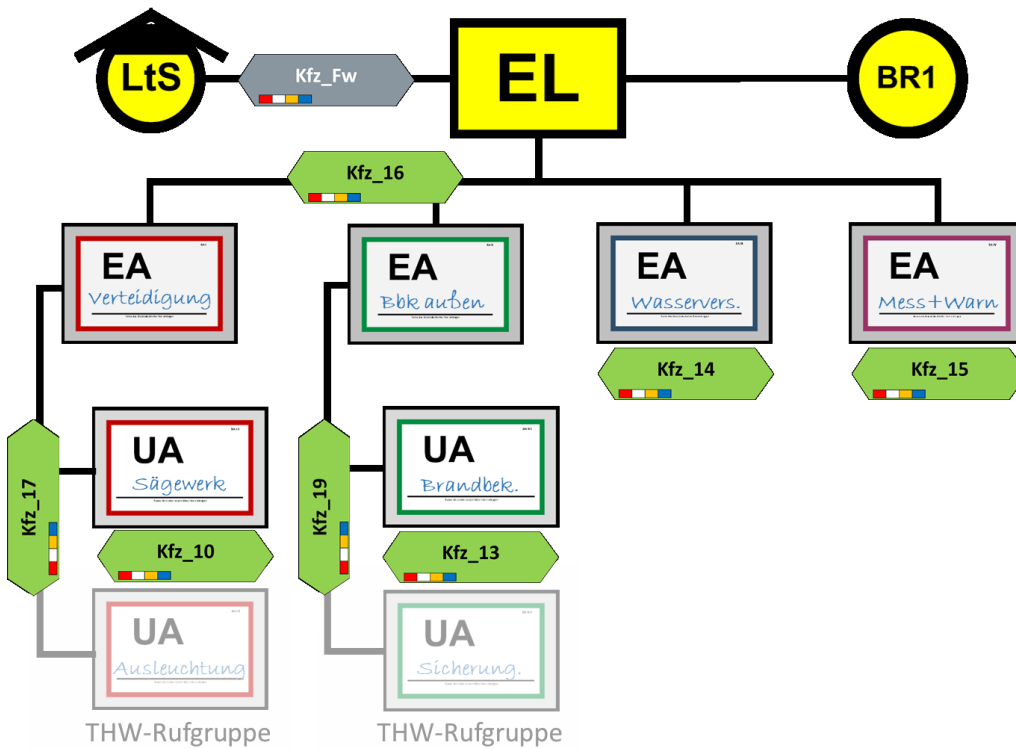 LtS
Kfz_Fw
EL
BR1
Kfz_16
EA
Verteidigung
EA
Bbk außen
EA
Wasservers.
EA
Mess+Warn
Kfz_14
Kfz_15
Kfz_17
UA
Sägewerk
Kfz_10
Kfz_19
UA
Brandbek.
Kfz_13
UA
Ausleuchtung
UA
Sicherung.
THW-Rufgruppe
THW-Rufgruppe